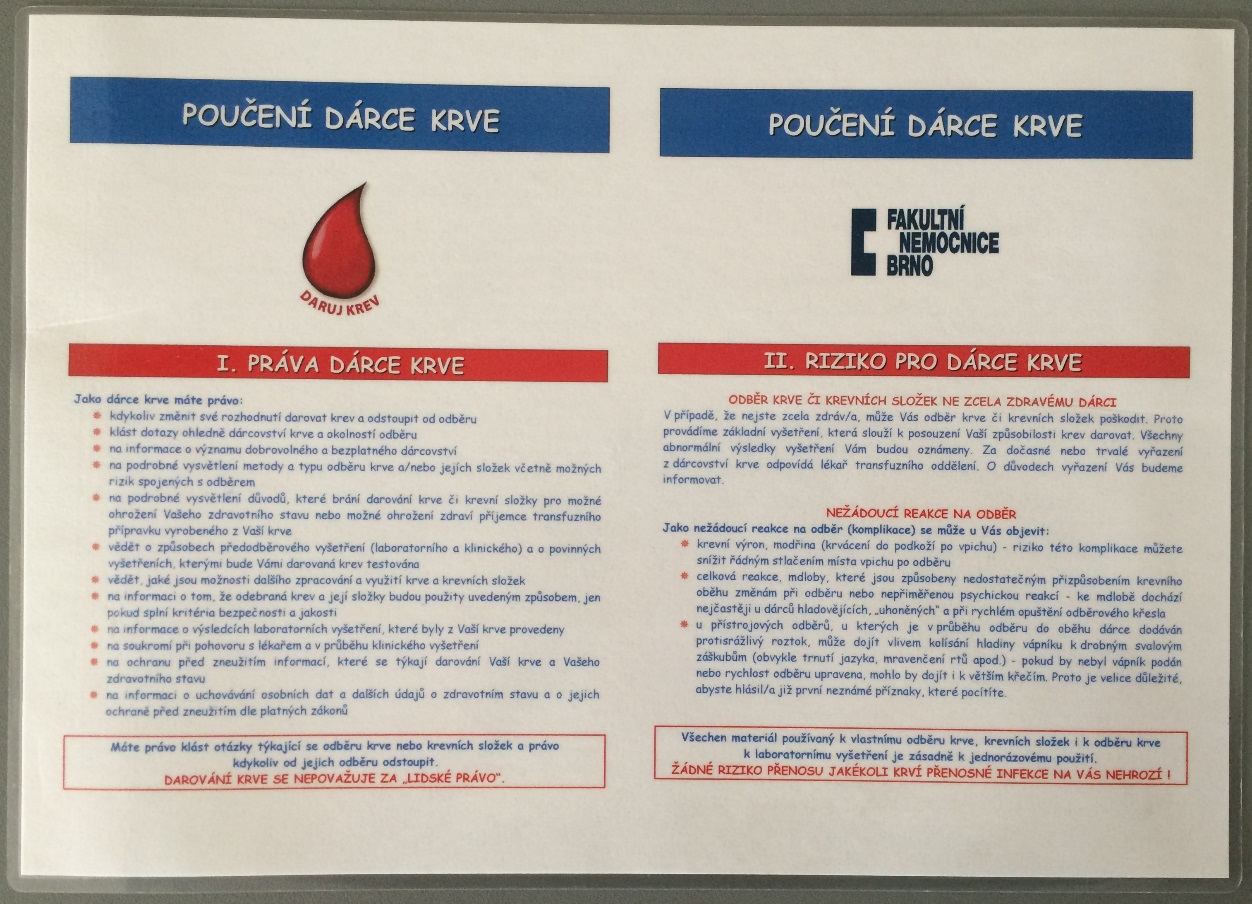 POUČENÍ DÁRCE KRVE
DARUJ KREV
I. PRÁVA DÁRCE KRVE
Jako dárce krve máte právo:
kdykoliv změnit své rozhodnutí darovat krev a odstoupit od odběru
klást dotazy ohledně dárcovství krve a okolností odběru
na informace o významu dobrovolného a bezplatného dárcovství
na podrobné vysvětlení metody a typu odběru krve a/nebo jejích složek včetně možných
rizik spojených s odběrem
na podrobné vysvětlení důvodů, které brání darování krve či krevní složky pro možné
ohrožení Vašeho zdravotního stavu nebo možné ohrožení zdraví příjemce transfuzního
přípravku vyrobeného z Vaší krve
vědět o způsobech předodběrového vyšetření (laboratorního a klinického) a o povinných
vyšetřeních, kterými bude Vámi darovaná krev testována
vědět, jaké jsou možnosti dalšího zpracování a využití krve a krevních složek
na informaci o tom, že odebraná krev a její složky budou použity uvedeným způsobem, jen
pokud splní kritéria bezpečnosti a jakosti
na informace o výsledcích laboratorních vyšetření, které byly z Vaší krve provedeny
na soukromí při pohovoru s lékařem a v průběhu klinického vyšetření
na ochranu před zneužitím informací, které se týkají darování Vaší krve a Vašeho
zdravotního stavu
na informaci o uchovávání osobních dat a dalších údajů o zdravotním stavu a o jejich
ochraně před zneužitím dle platných zákonů
Máte právo klást otázky týkající se odběru krve nebo krevních složek a právo
kdykoliv od jejich odběru odstoupit.
DAROVÁNÍ KRVE SE NEPOVAŽUJE ZA „LIDSKÉ PRÁVO“.
POUČENÍ DÁRCE KRVE
FAKULTNÍ
NEMOCNICE
BRNO
II. RIZIKO PRO DÁRCE KRVE
ODBĚR KRVE ČI KREVNÍCH SLOŽEK NE ZCELA ZDRAVÉMU DÁRCI
V případě, že nejste zcela zdráv/a, může Vás odběr krve či krevních složek poškodit. Proto
provádíme základní vyšetření, která slouží k posouzení Vaší způsobilosti krev darovat. Všechny
abnormální výsledky vyšetření Vám budou oznámeny. Za dočasné nebo trvalé vyřazení
z dárcovství krve odpovídá lékař transfuzního oddělení. O důvodech vyřazení Vás budeme
informovat.
NEŽÁDOUCÍ REAKCE NA ODBĚR
Jako nežádoucí reakce na odběr (komplikace) se může u Vás objevit:
krevní výron, modřina (krvácení do podkoží po vpichu) - riziko této komplikace můžete
snížit řádným stlačením místa vpichu po odběru
celková reakce, mdloby, které jsou způsobeny nedostatečným přizpůsobením krevního
oběhu změnám při odběru nebo nepřiměřenou psychickou reakcí - ke mdlobě dochází
nejčastěji u dárců hladovějících, „uhoněných“ a při rychlém opuštění odběrového křesla
u přístrojových odběrů, u kterých je v průběhu odběru do oběhu dárce dodáván
protisrážlivý roztok, může dojít vlivem kolísání hladiny vápníku k drobným svalovým
záškubům (obvykle trnutí jazyka, mravenčení rtů apod.) - pokud by nebyl vápník podán
nebo rychlost odběru upravena, mohlo by dojít i k větším křečím. Proto je velice důležité,
abyste hlásil/a již první neznámé příznaky, které pocítíte.
Všechen materiál používaný k vlastnímu odběru krve, krevních složek i k odběru krve
k laboratornímu vyšetření je zásadně k jednorázovému použití.
ŽÁDNÉ RIZIKO PŘENOSU JAKÉKOLI KRVÍ PŘENOSNÉ INFEKCE NA VÁS NEHROZÍ !